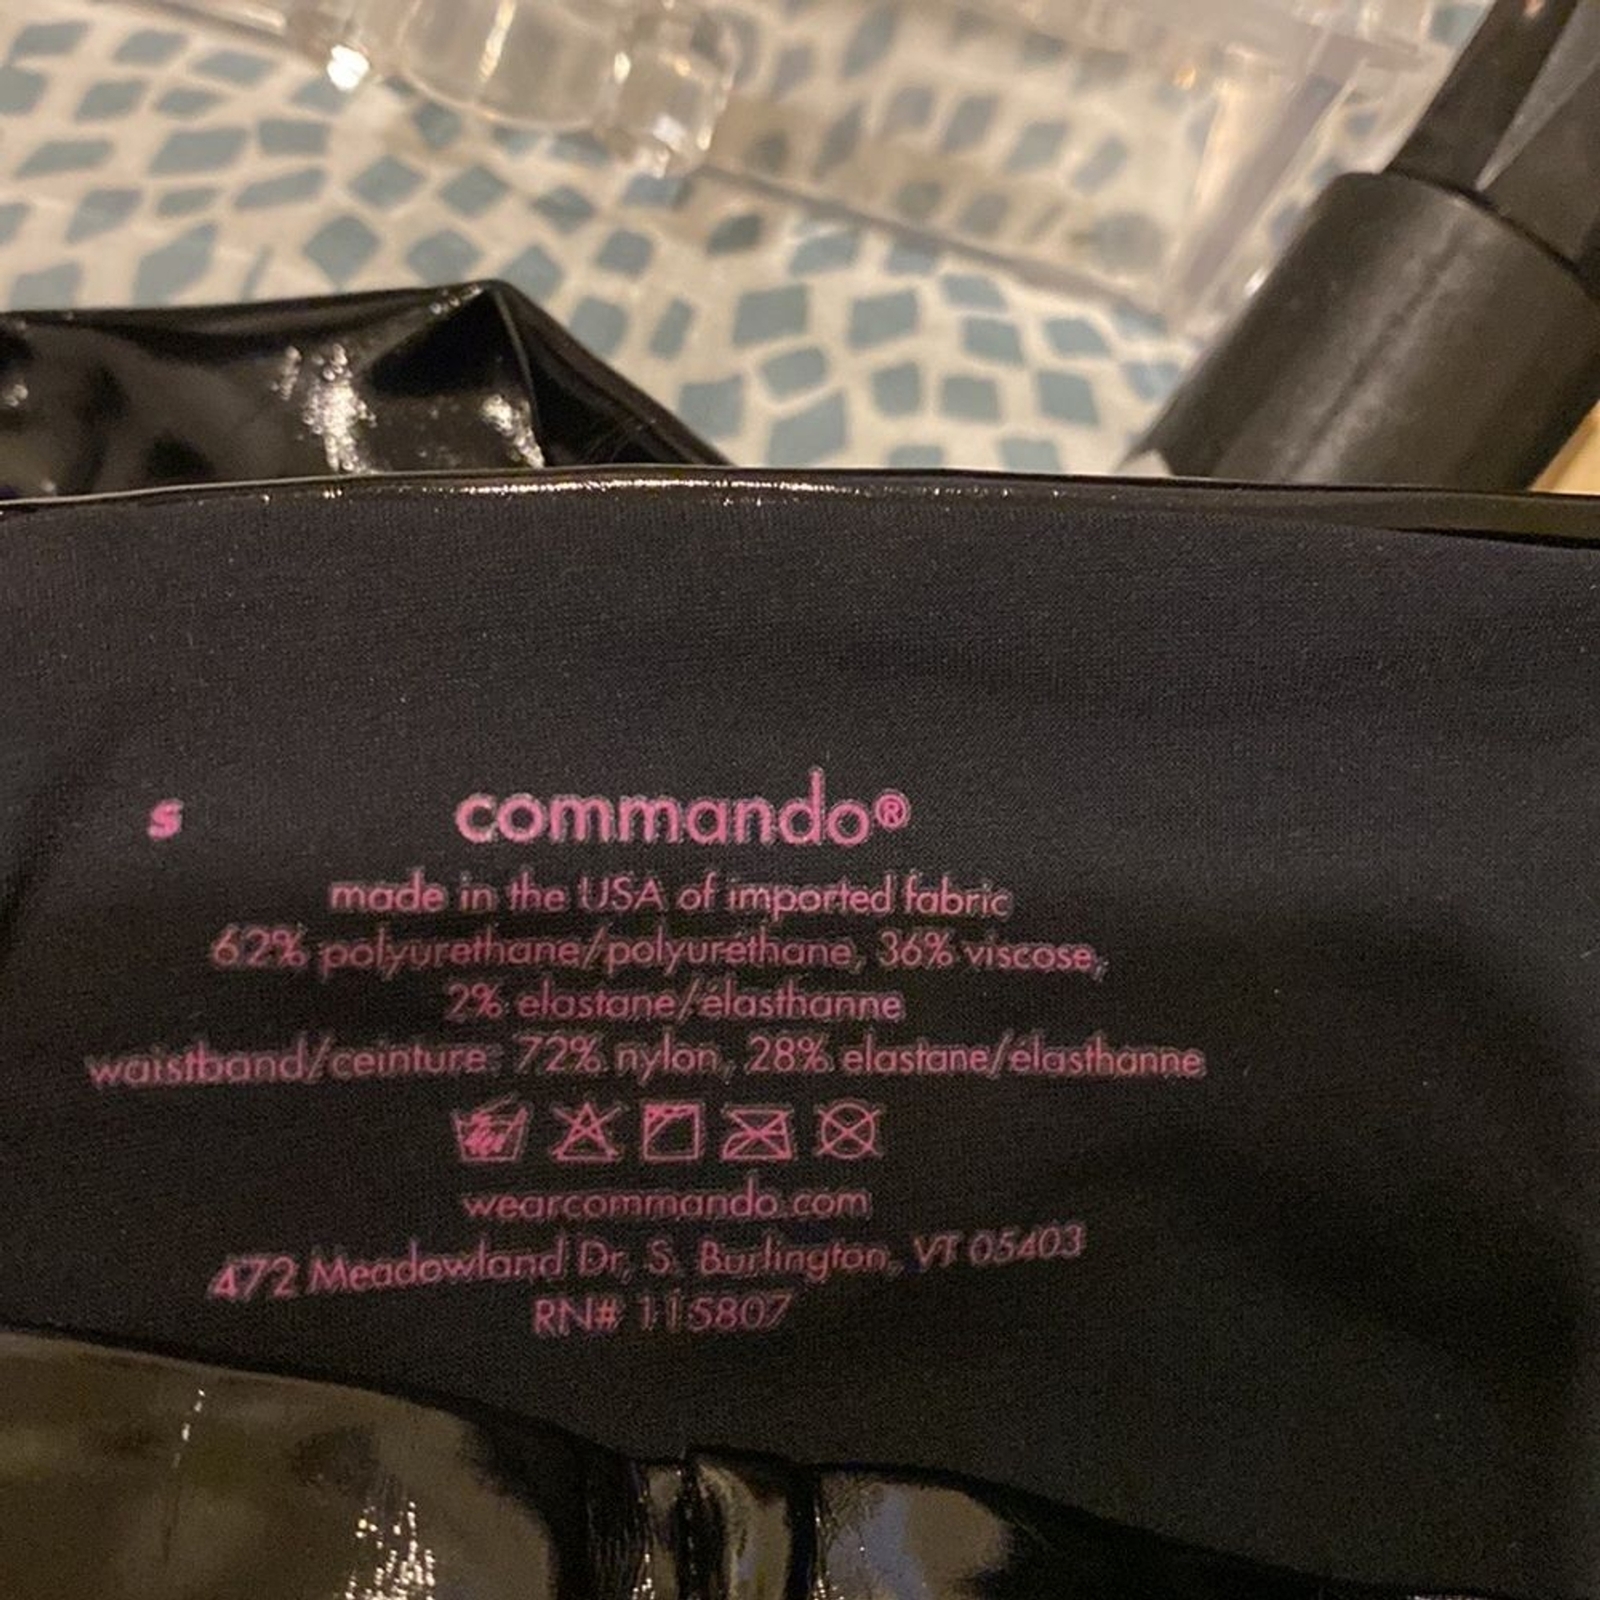 s
commando®
made in the USA of imported fabric
62% polyurethane/polyuréthane, 36% viscose,
2% elastane/élasthanne
waistband/ceinture: 72% nylon, 28% elastane/élasthanne
wearcommando.com
472 Meadowland Dr, S. Burlington, VT 05403
RN# 115807